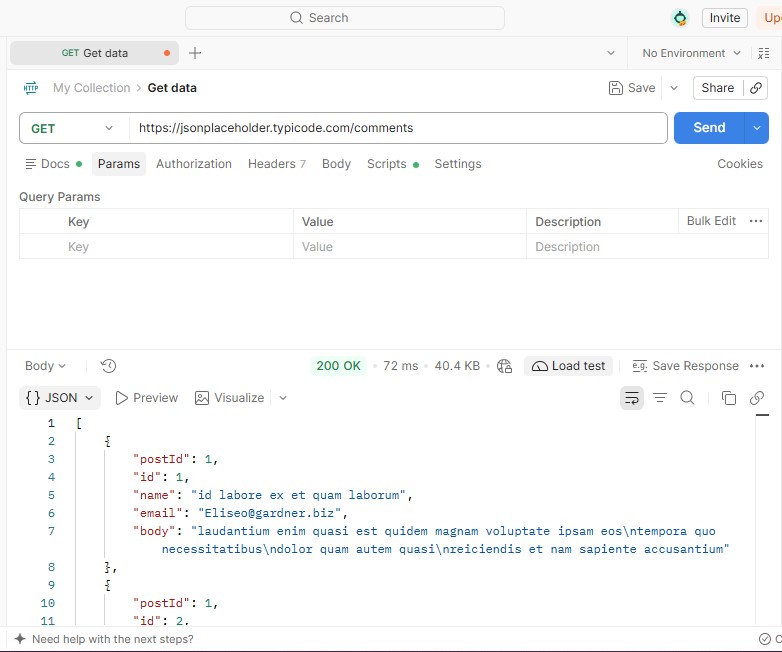 Search
Invite
Up
GET Get data
No Environment
HTTP My Collection > Get data
Save
Share
GET
https://jsonplaceholder.typicode.com/comments
Send
Docs Params Authorization Headers 7 Body Scripts Settings Cookies
Query Params
Key Value Description Bulk Edit ...
Key Value Description
Body 200 OK 72 ms 40.4 KB Load test e.g. Save Response ...
{} JSON Preview Visualize
1 [
2 {
3 "postId": 1,
4 "id": 1,
5 "name": "id labore ex et quam laborum",
6 "email": "Eliseo@gardner.biz",
7 "body": "laudantium enim quasi est quidem magnam voluptate ipsam eos\ntempora quo
necessitatibus\ndolor quam autem quasi\nreiciendis et nam sapiente accusantium"
8 },
9 {
10 "postId": 1,
11 "id": 2,
Need help with the next steps?
C